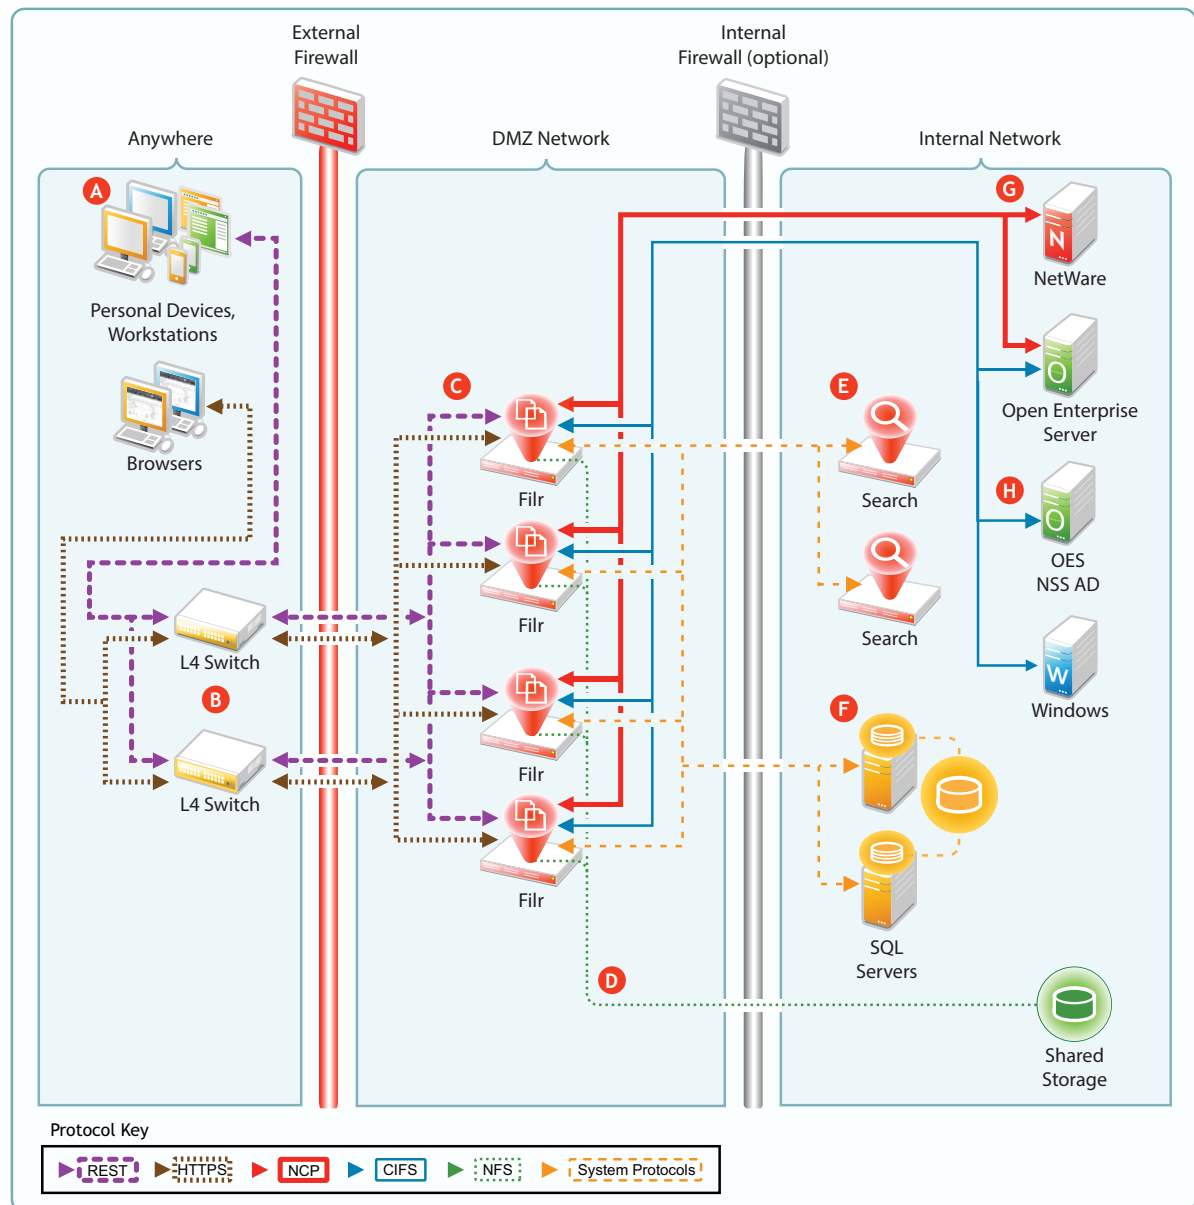 External
Firewall
Internal
Firewall (optional)
Anywhere
DMZ Network
Internal Network
A
Personal Devices,
Workstations
Browsers
L4 Switch
B
L4 Switch
C
Filr
Filr
Filr
Filr
D
E
Search
Search
F
SQL
Servers
G
N
NetWare
O
Open Enterprise
Server
H
O
OES
NSS AD
W
Windows
Shared
Storage
Protocol Key
REST
HTTPS
NCP
CIFS
NFS
System Protocols